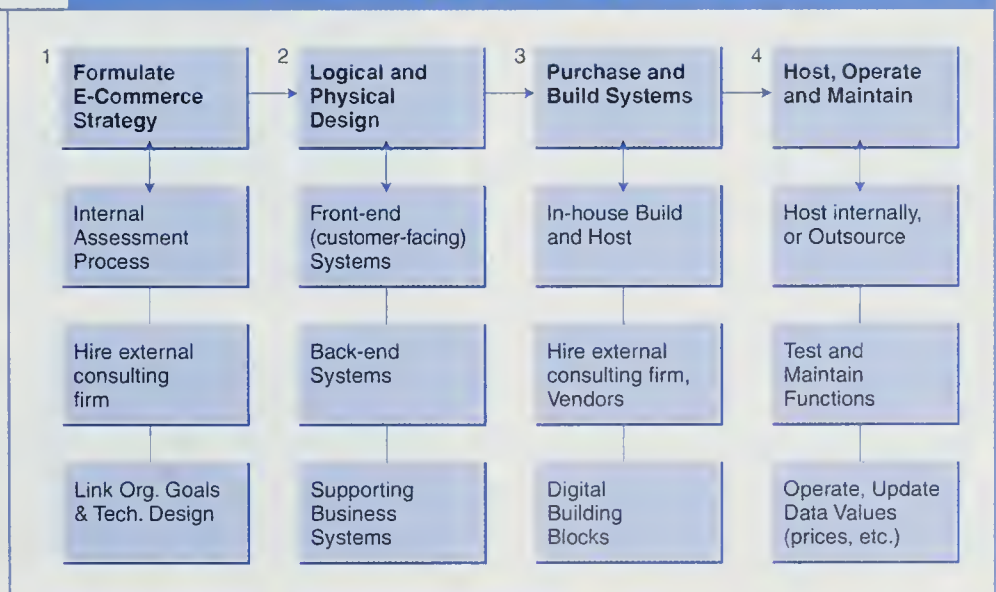 1
Formulate
E-Commerce
Strategy
2
Logical and
Physical
Design
3
Purchase and
Build Systems
4
Host, Operate
and Maintain
Internal
Assessment
Process
Front-end
(customer-facing)
Systems
In-house Build
and Host
Host internally,
or Outsource
Hire external
consulting
firm
Back-end
Systems
Hire external
consulting firm,
Vendors
Test and
Maintain
Functions
Link Org. Goals
& Tech. Design
Supporting
Business
Systems
Digital
Building
Blocks
Operate, Update
Data Values
(prices, etc.)